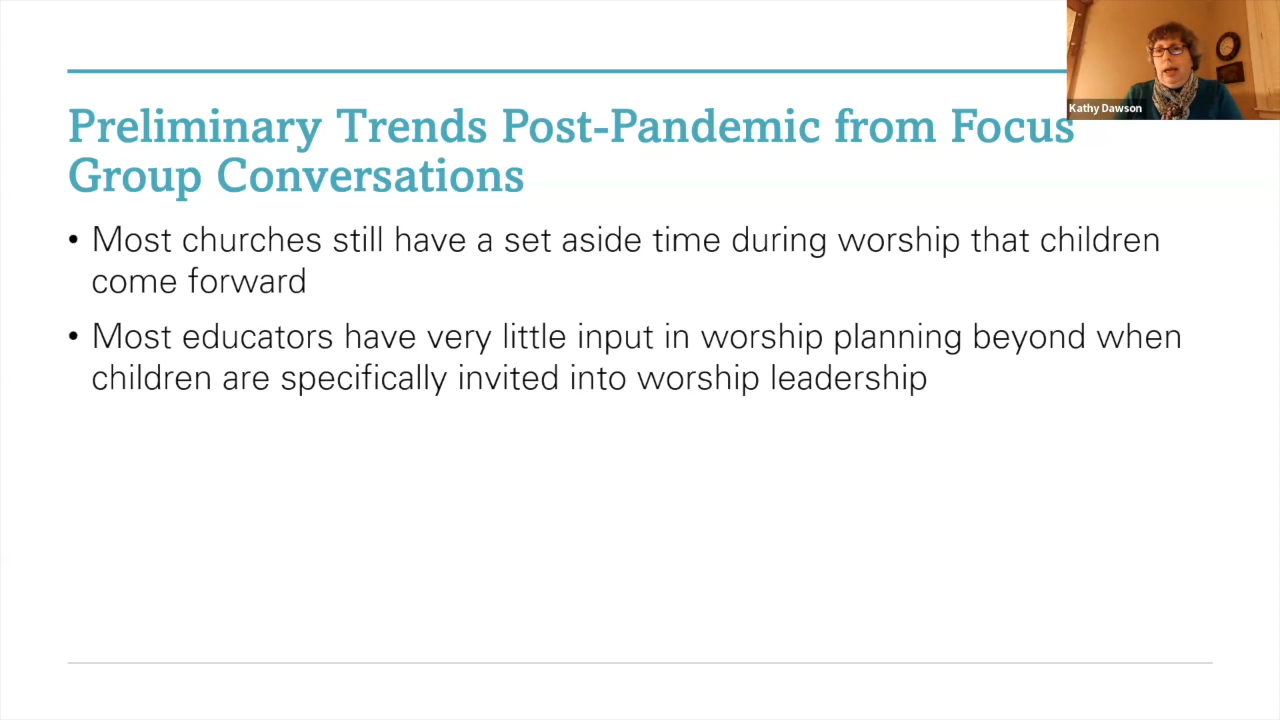 Kathy Dawson
Preliminary Trends Post-Pandemic from Focus
Group Conversations
• Most churches still have a set aside time during worship that children
come forward
• Most educators have very little input in worship planning beyond when
children are specifically invited into worship leadership